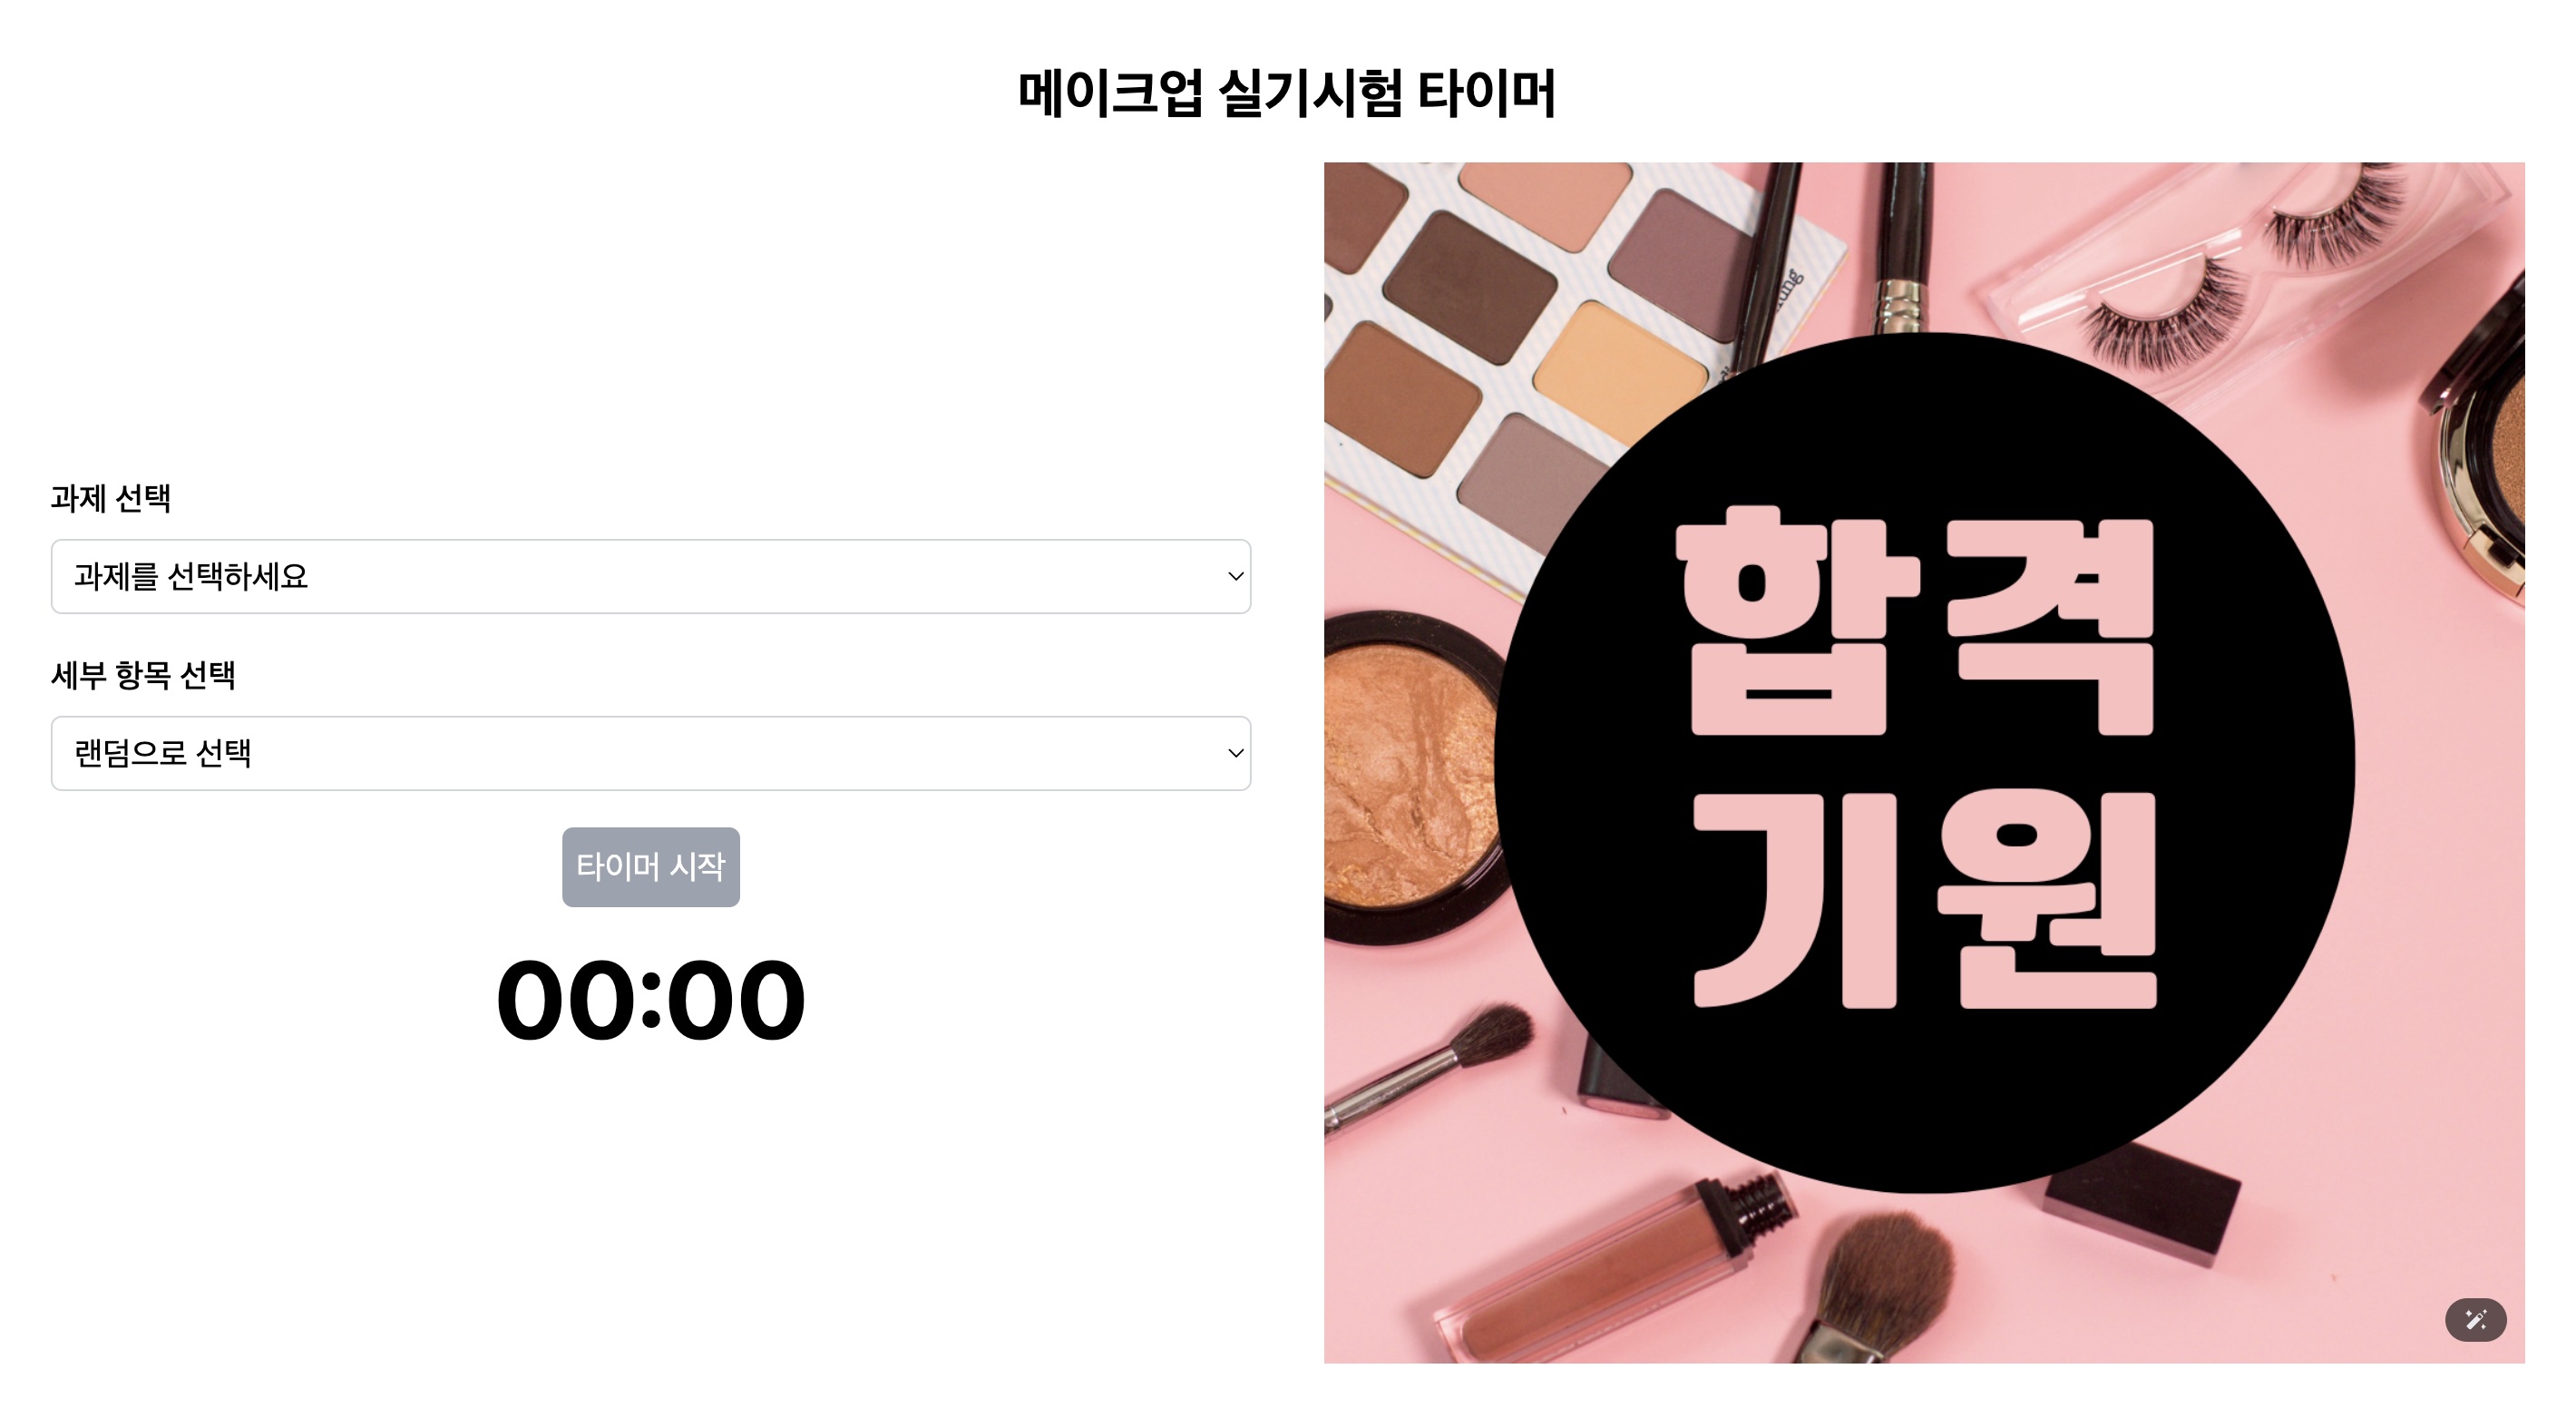 메이크업 실기시험 타이머
과제 선택
과제를 선택하세요
세부 항목 선택
랜덤으로 선택
타이머 시작
00:00
합격
기원